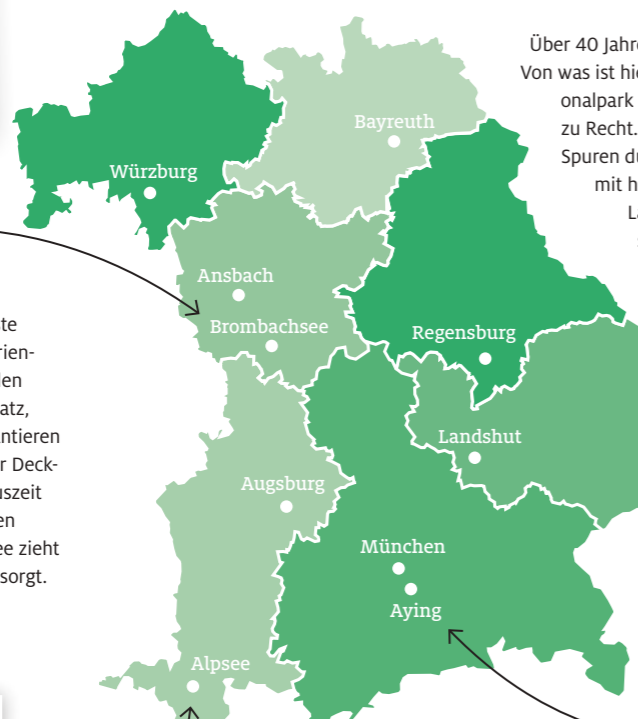 Über 40 Jahre
Von was ist hie
onalpark
zu Recht.
Spuren du
mit h
La
Bayreuth
Würzburg
Ansbach
Brombachsee
Regensburg
Landshut
Augsburg
München
Aying
Alpsee
te
rien-
len
atz,
ntieren
r Deck-
uszeit
en
ee zieht
sorgt.